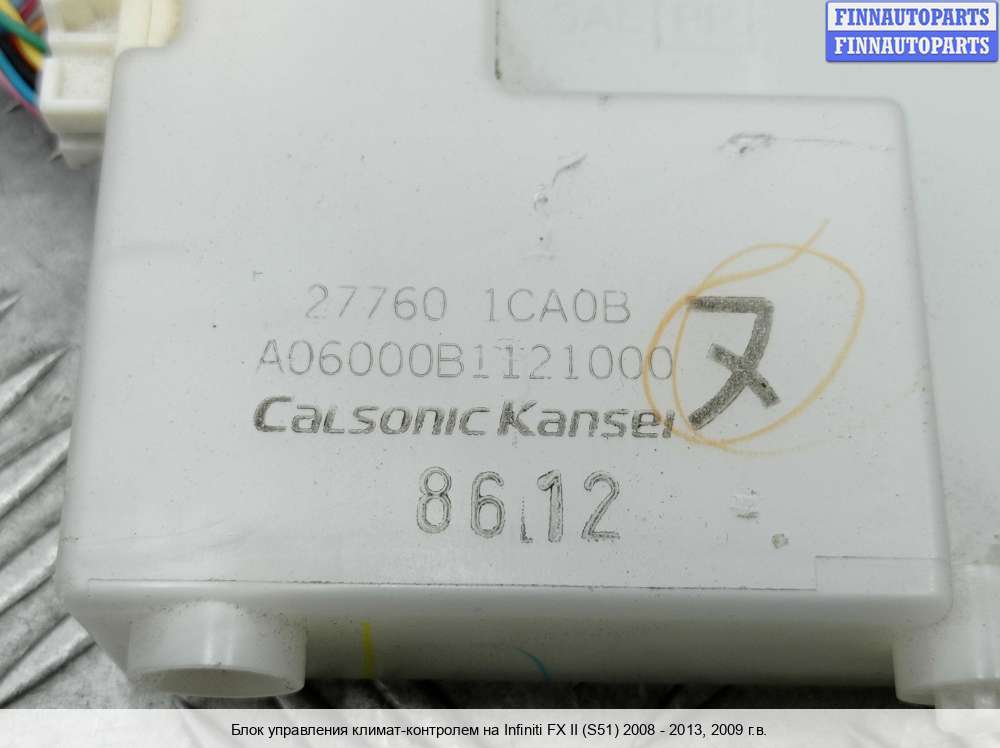 FINNAUTOPARTS
FINNAUTOPARTS
27760 1CA0B
A06000B1121000
ヌ
CALSONIC KANSEI
86.12
Блок управления климат-контролем на Infiniti FX II (S51) 2008 - 2013, 2009 г.в.